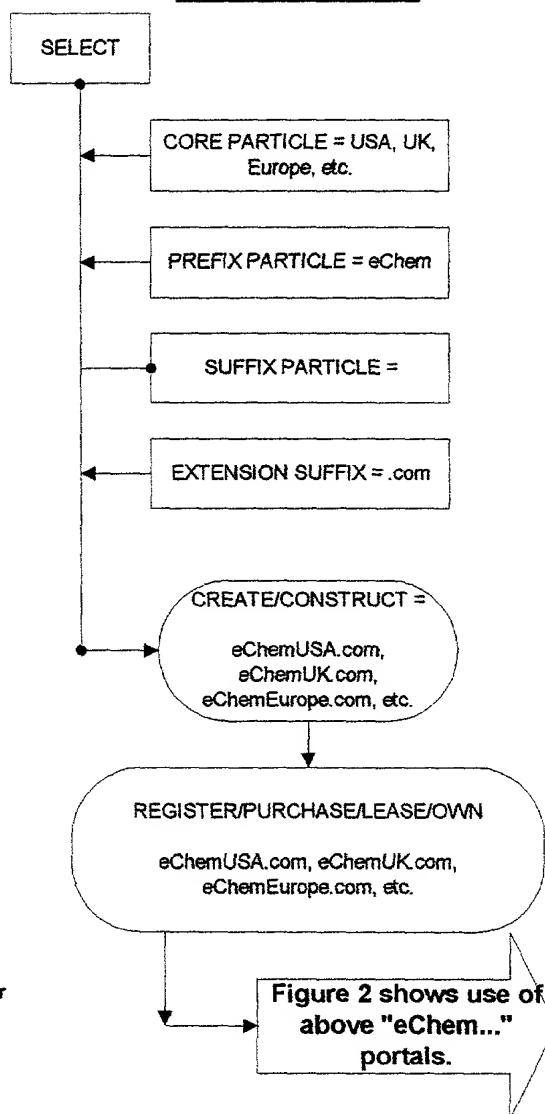 SELECT
CORE PARTICLE = USA, UK,
Europe, etc.
PREFIX PARTICLE = eChem
SUFFIX PARTICLE =
EXTENSION SUFFIX = .com
CREATE/CONSTRUCT =
eChemUSA.com,
eChemUK.com,
eChemEurope.com, etc.
REGISTER/PURCHASE/LEASE/OWN
eChemUSA.com, eChemUK.com,
eChemEurope.com, etc.
Figure 2 shows use of
above "eChem..."
portals.